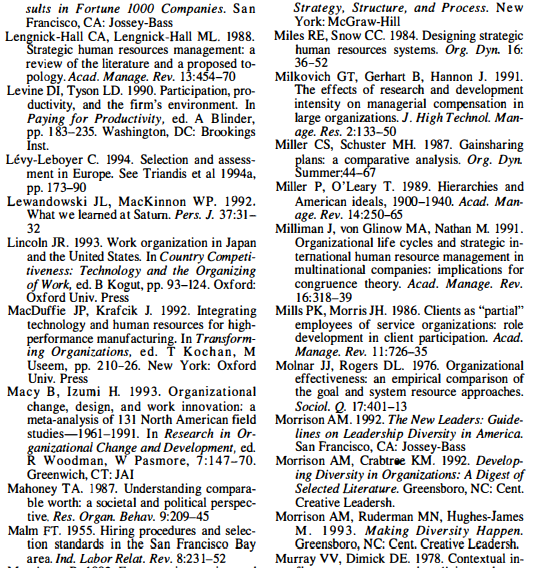 sults in Fortune 1000 Companies. San
Francisco, CA: Jossey-Bass
Lengnick-Hall CA, Lengnick-Hall ML. 1988.
Strategic human resources management: a
review of the literature and a proposed to-
pology. Acad. Manage. Rev. 13:454–70
Levine DI, Tyson LD. 1990. Participation, pro-
ductivity, and the firm's environment. In
Paying for Productivity, ed. A Blinder,
pp. 183–235. Washington, DC: Brookings
Inst.
Lévy-Leboyer C. 1994. Selection and assess-
ment in Europe. See Triandis et al 1994a,
pp. 173–90
Lewandowski JL, MacKinnon WP. 1992.
What we learned at Saturn. Pers. J. 37:31–
32
Lincoln JR. 1993. Work organization in Japan
and the United States. In Country Competi-
tiveness: Technology and the Organizing
of Work, ed. B Kogut, pp. 93–124. Oxford:
Oxford Univ. Press
MacDuffie JP, Krafcik J. 1992. Integrating
technology and human resources for high-
performance manufacturing. In Transform-
ing Organizations, ed. T Kochan, M
Useem, pp. 210–26. New York: Oxford
Univ. Press
Macy B, Izumi H. 1993. Organizational
change, design, and work innovation: a
meta-analysis of 131 North American field
studies—1961–1991. In Research in Or-
ganizational Change and Development, ed.
R Woodman, W Pasmore, 7:147–70.
Greenwich, CT: JAI
Mahoney TA. 1987. Understanding compara-
ble worth: a societal and political perspec-
tive. Res. Organ. Behav. 9:209–45
Malm FT. 1955. Hiring procedures and selec-
tion standards in the San Francisco Bay
area. Ind. Labor Relat. Rev. 8:231–52
Strategy, Structure, and Process. New
York: McGraw-Hill
Miles RE, Snow CC. 1984. Designing strategic
human resources systems. Org. Dyn. 16:
36–52
Milkovich GT, Gerhart B, Hannon J. 1991.
The effects of research and development
intensity on managerial compensation in
large organizations. J. High Technol. Man-
age. Res. 2:133–50
Miller CS, Schuster MH. 1987. Gainsharing
plans: a comparative analysis. Org. Dyn.
Summer:44–67
Miller P, O'Leary T. 1989. Hierarchies and
American ideals, 1900–1940. Acad. Man-
age. Rev. 14:250–65
Milliman J, von Glinow MA, Nathan M. 1991.
Organizational life cycles and strategic in-
ternational human resource management in
multinational companies: implications for
congruence theory. Acad. Manage. Rev.
16:318–39
Mills PK, Morris JH. 1986. Clients as “partial”
employees of service organizations: role
development in client participation. Acad.
Manage. Rev. 11:726–35
Molnar JJ, Rogers DL. 1976. Organizational
effectiveness: an empirical comparison of
the goal and system resource approaches.
Sociol. Q. 17:401–13
Morrison AM. 1992. The New Leaders: Guide-
lines on Leadership Diversity in America.
San Francisco, CA: Jossey-Bass
Morrison AM, Crabtree KM. 1992. Develop-
ing Diversity in Organizations: A Digest of
Selected Literature. Greensboro, NC: Cent.
Creative Leadersh.
Morrison AM, Ruderman MN, Hughes-James
M. 1993. Making Diversity Happen.
Greensboro, NC: Cent. Creative Leadersh.
Murray VV, Dimick DE. 1978. Contextual in-